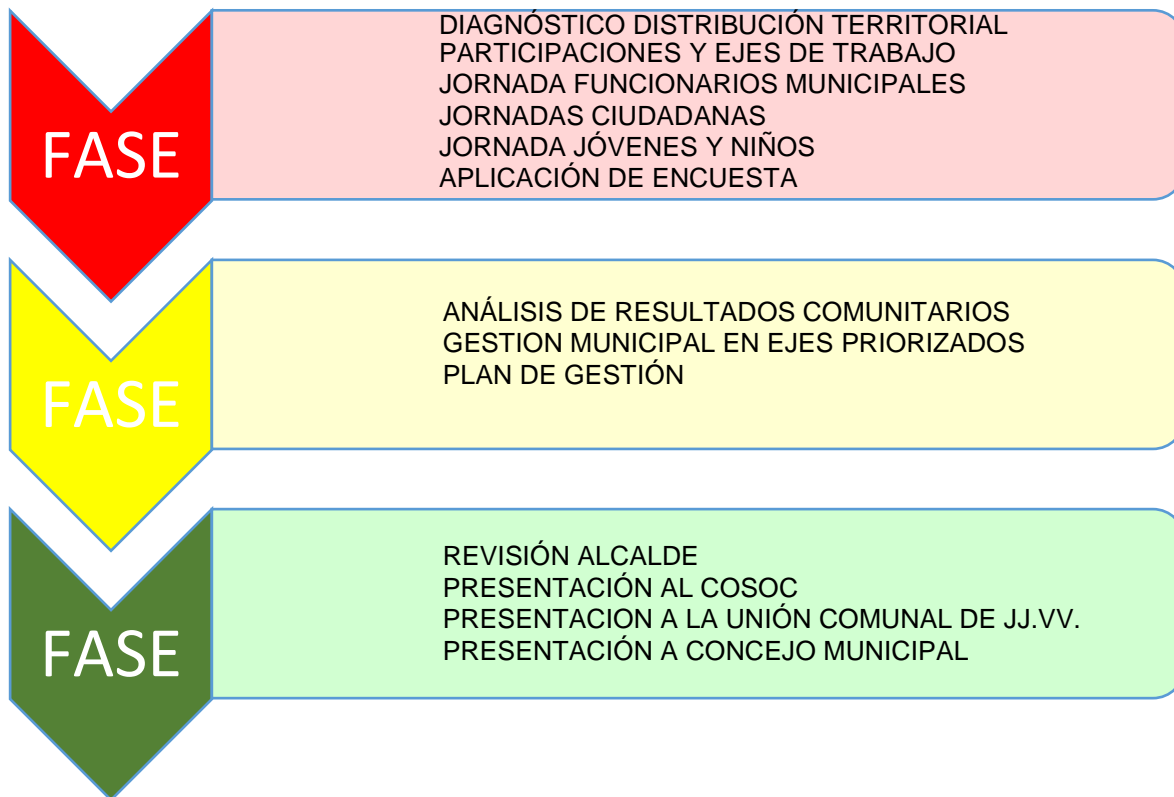 FASE
DIAGNÓSTICO DISTRIBUCIÓN TERRITORIAL
PARTICIPACIONES Y EJES DE TRABAJO
JORNADA FUNCIONARIOS MUNICIPALES
JORNADAS CIUDADANAS
JORNADA JÓVENES Y NIÑOS
APLICACIÓN DE ENCUESTA
FASE
ANÁLISIS DE RESULTADOS COMUNITARIOS
GESTION MUNICIPAL EN EJES PRIORIZADOS
PLAN DE GESTIÓN
FASE
REVISIÓN ALCALDE
PRESENTACIÓN AL COSOC
PRESENTACION A LA UNIÓN COMUNAL DE JJ.VV.
PRESENTACIÓN A CONCEJO MUNICIPAL